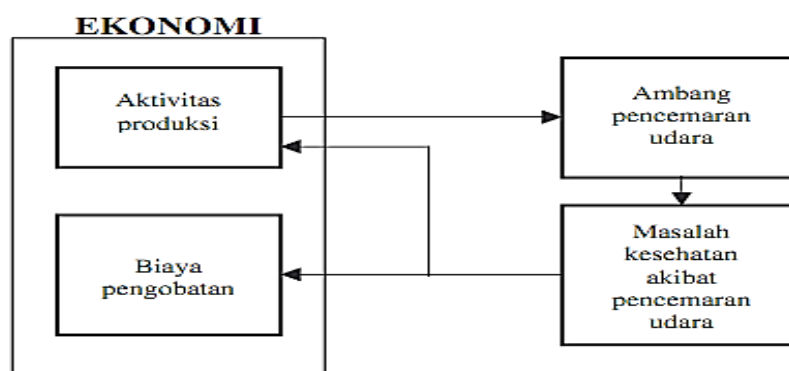 EKONOMI
Aktivitas
produksi
Ambang
pencemaran
udara
Biaya
pengobatan
Masalah
kesehatan
akibat
pencemaran
udara